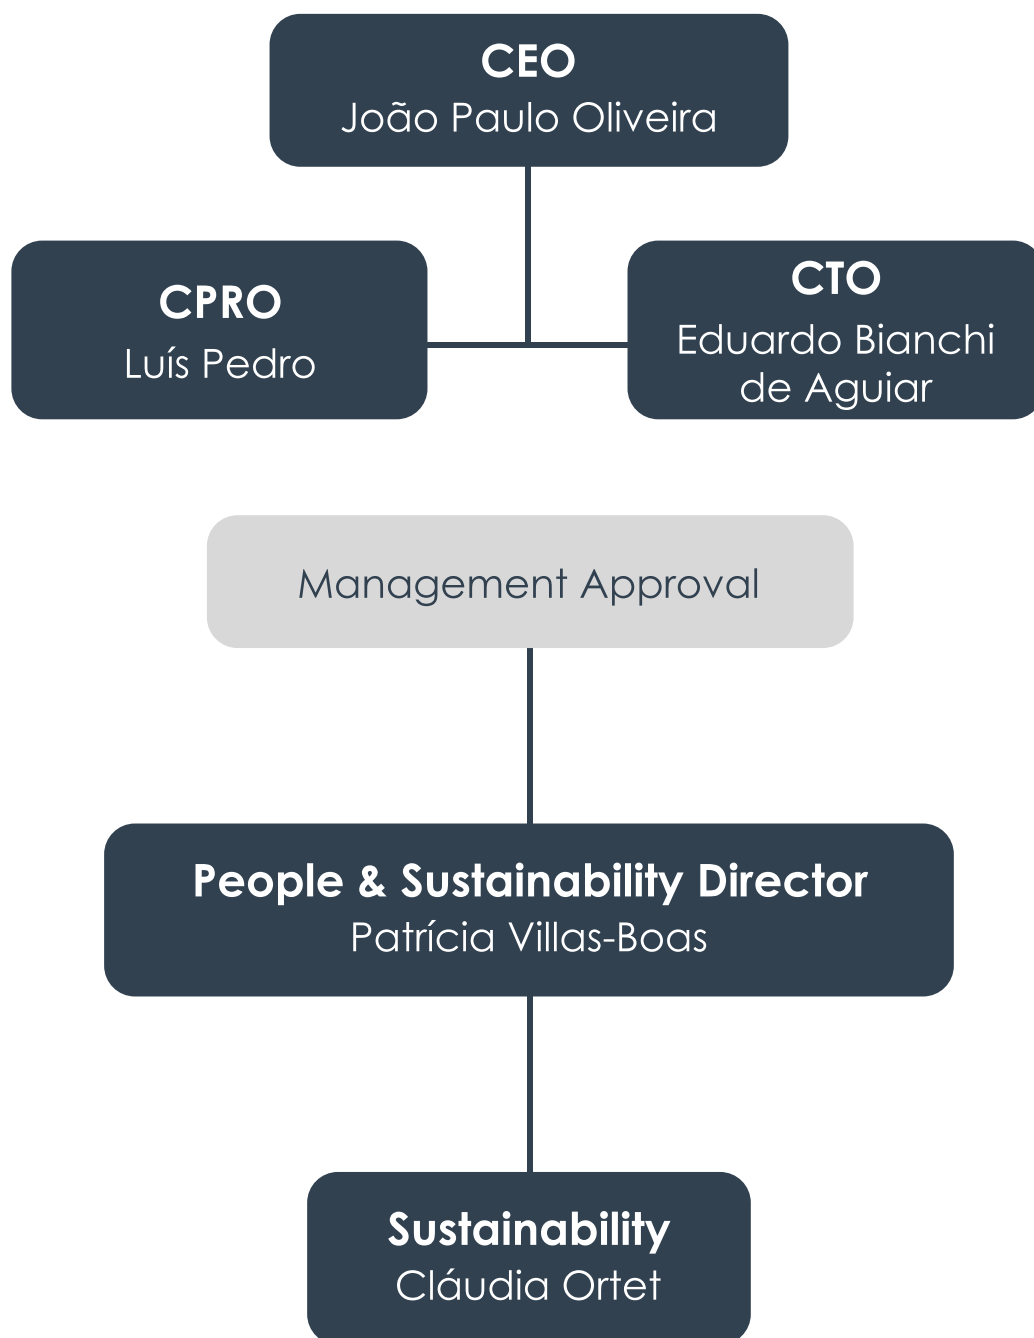 CEO
João Paulo Oliveira
CPRO
Luís Pedro
CTO
Eduardo Bianchi
de Aguiar
Management Approval
People & Sustainability Director
Patrícia Villas-Boas
Sustainability
Cláudia Ortet